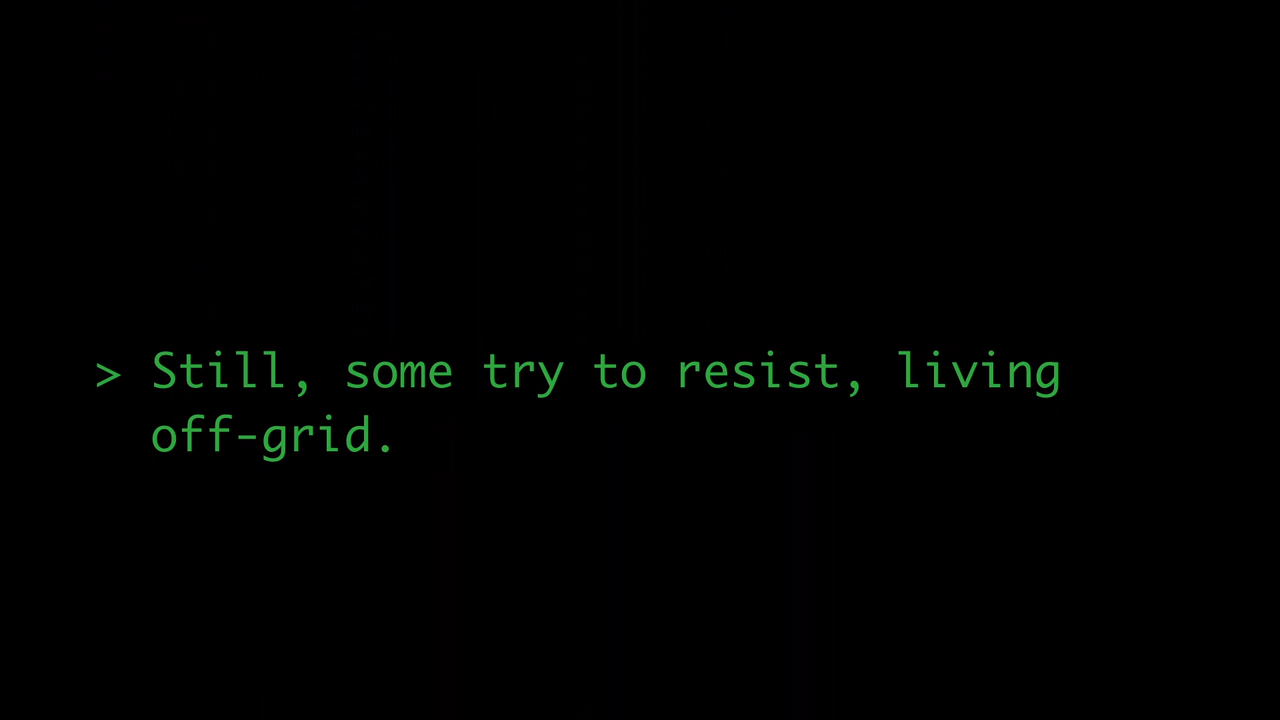 > Still, some try to resist, living
off-grid.